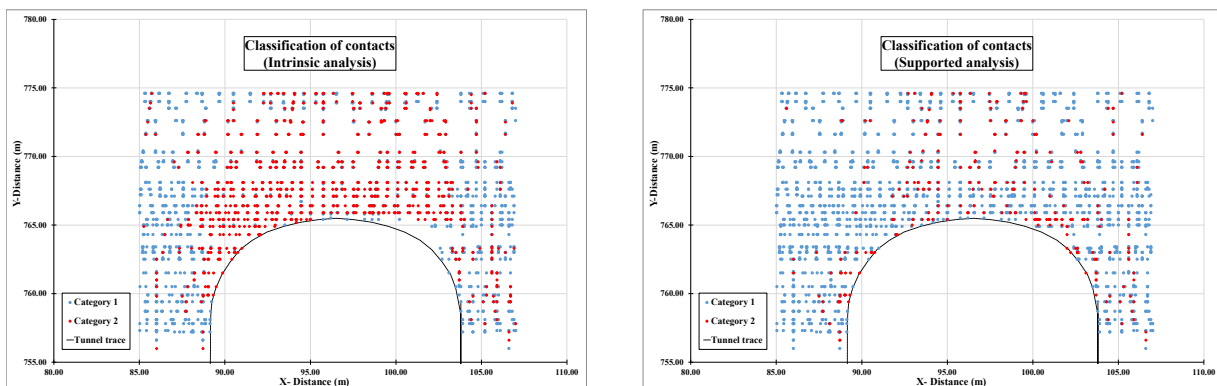 Classification of contacts
(Intrinsic analysis)
780.00
775.00
770.00
765.00
760.00
755.00
Y-Distance (m)
Category 1
Category 2
Tunnel trace
80.00 85.00 90.00 95.00 100.00 105.00 110.00
X- Distance (m)
Classification of contacts
(Supported analysis)
780.00
775.00
770.00
765.00
760.00
755.00
Y-Distance (m)
Category 1
Category 2
Tunnel trace
80.00 85.00 90.00 95.00 100.00 105.00 110.00
X- Distance (m)